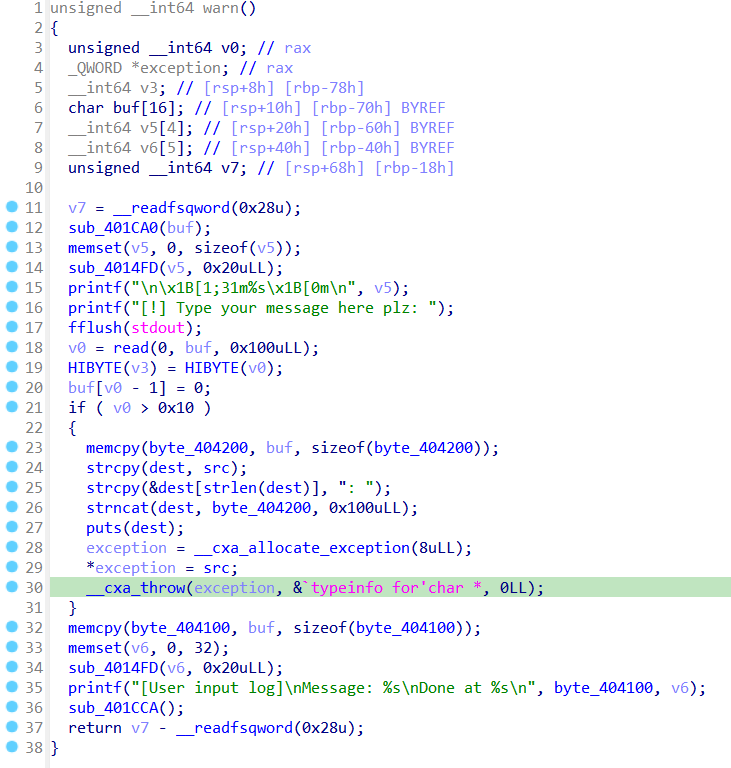 1 unsigned __int64 warn()
2 {
3   unsigned __int64 v0; // rax
4   _QWORD *exception; // rax
5   __int64 v3; // [rsp+8h] [rbp-78h]
6   char buf[16]; // [rsp+10h] [rbp-70h] BYREF
7   __int64 v5[4]; // [rsp+20h] [rbp-60h] BYREF
8   __int64 v6[5]; // [rsp+40h] [rbp-40h] BYREF
9   unsigned __int64 v7; // [rsp+68h] [rbp-18h]
10
11   v7 = __readfsqword(0x28u);
12   sub_401CA0(buf);
13   memset(v5, 0, sizeof(v5));
14   sub_4014FD(v5, 0x20uLL);
15   printf("\n\x1B[1;31m%s\x1B[0m\n", v5);
16   printf("[!] Type your message here plz: ");
17   fflush(stdout);
18   v0 = read(0, buf, 0x100uLL);
19   HIBYTE(v3) = HIBYTE(v0);
20   buf[v0 - 1] = 0;
21   if ( v0 > 0x10 )
22   {
23     memcpy(byte_404200, buf, sizeof(byte_404200));
24     strcpy(dest, src);
25     strcpy(&dest[strlen(dest)], ": ");
26     strncat(dest, byte_404200, 0x100uLL);
27     puts(dest);
28     exception = __cxa_allocate_exception(8uLL);
29     *exception = src;
30     __cxa_throw(exception, &`typeinfo for'char *, 0LL);
31   }
32   memcpy(byte_404100, buf, sizeof(byte_404100));
33   memset(v6, 0, 32);
34   sub_4014FD(v6, 0x20uLL);
35   printf("[User input log]\nMessage: %s\nDone at %s\n", byte_404100, v6);
36   sub_401CCA();
37   return v7 - __readfsqword(0x28u);
38 }